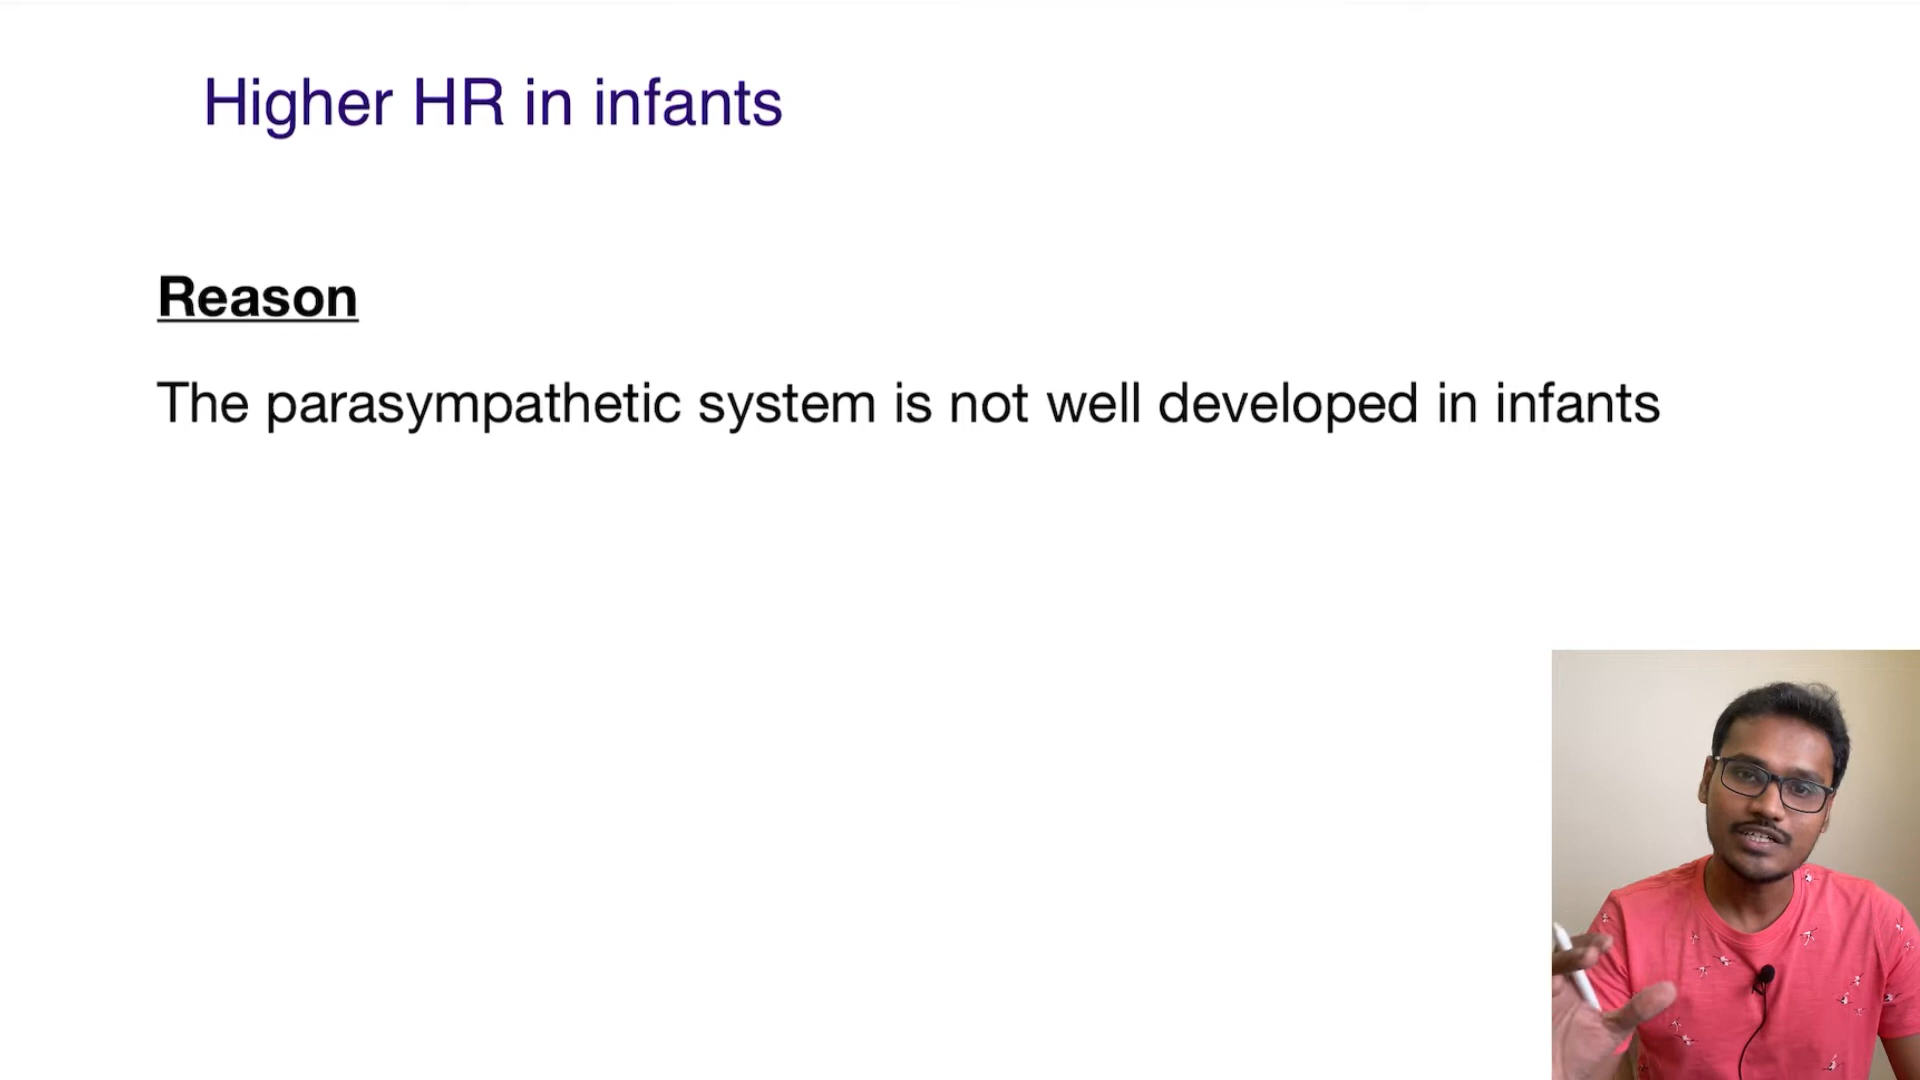 Higher HR in infants
Reason
The parasympathetic system is not well developed in infants